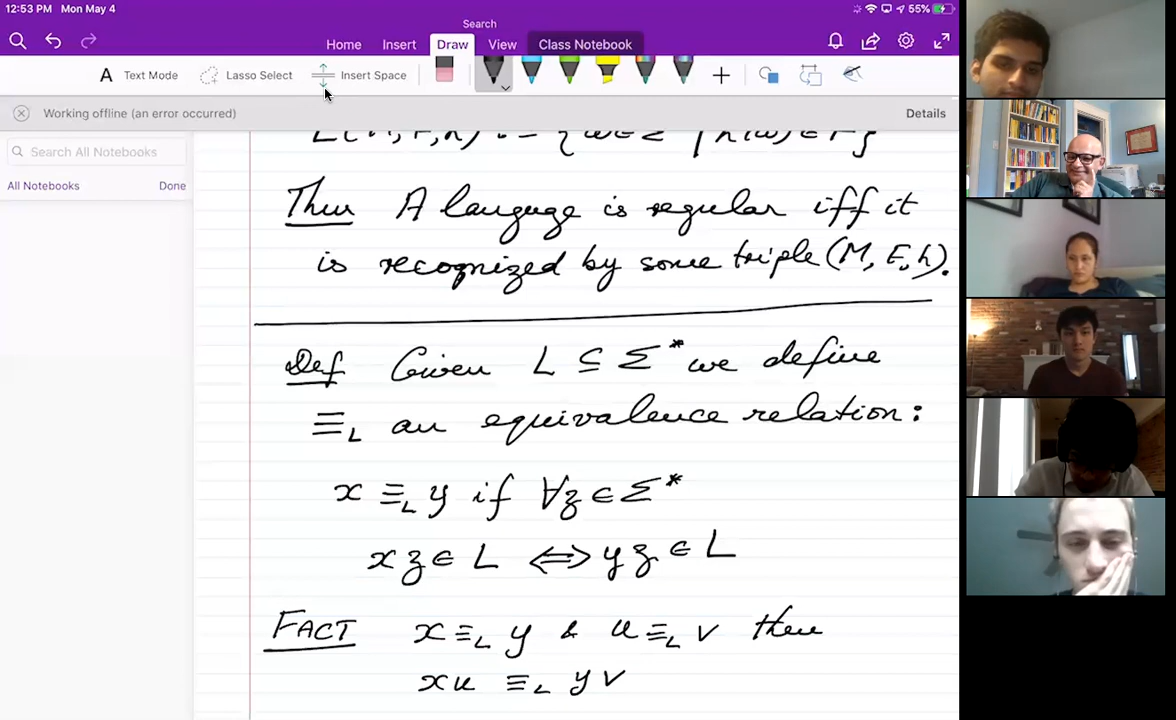 12:53 PM Mon May 4
55%
Search
Home Insert Draw View Class Notebook
A Text Mode Lasso Select Insert Space
Working offline (an error occurred) Details
Search All Notebooks
All Notebooks Done
L(M, F, h) := {w ∈ Σ* | h(w) ∈ F}
Thm A language is regular iff it
is recognized by some triple (M, F, h).
Def Given L ⊆ Σ* we define
≡L an equivalence relation:
x ≡L y if ∀z ∈ Σ*
xz ∈ L ⟺ yz ∈ L
FACT x ≡L y & u ≡L v then
xu ≡L yv